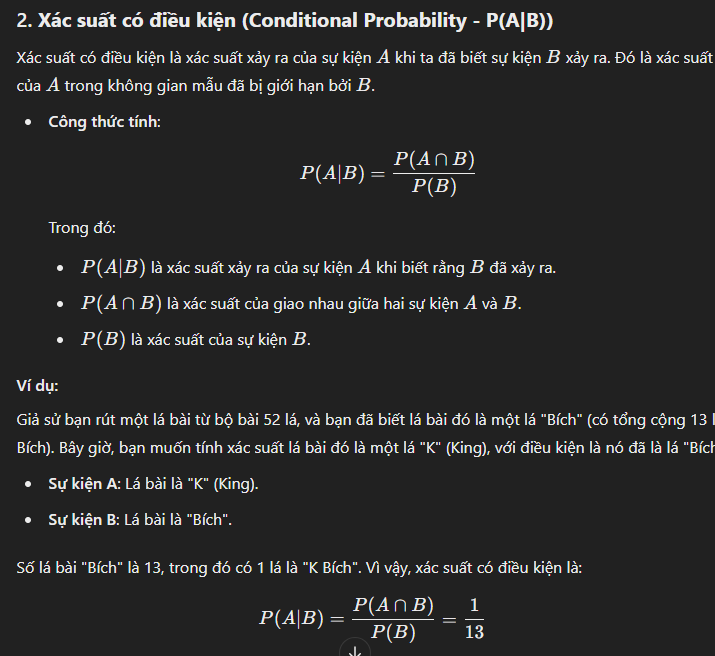 2. Xác suất có điều kiện (Conditional Probability - P(A|B))
Xác suất có điều kiện là xác suất xảy ra của sự kiện A khi ta đã biết sự kiện B xảy ra. Đó là xác suất
của A trong không gian mẫu đã bị giới hạn bởi B.
• Công thức tính:
P(A|B) = P(A ∩ B) / P(B)
Trong đó:
• P(A|B) là xác suất xảy ra của sự kiện A khi biết rằng B đã xảy ra.
• P(A ∩ B) là xác suất của giao nhau giữa hai sự kiện A và B.
• P(B) là xác suất của sự kiện B.
Ví dụ:
Giả sử bạn rút một lá bài từ bộ bài 52 lá, và bạn đã biết lá bài đó là một lá "Bích" (có tổng cộng 13 l
Bích). Bây giờ, bạn muốn tính xác suất lá bài đó là một lá "K" (King), với điều kiện là nó đã là lá "Bích
• Sự kiện A: Lá bài là "K" (King).
• Sự kiện B: Lá bài là "Bích".
Số lá bài "Bích" là 13, trong đó có 1 lá là "K Bích". Vì vậy, xác suất có điều kiện là:
P(A|B) = P(A ∩ B) / P(B) = 1 / 13